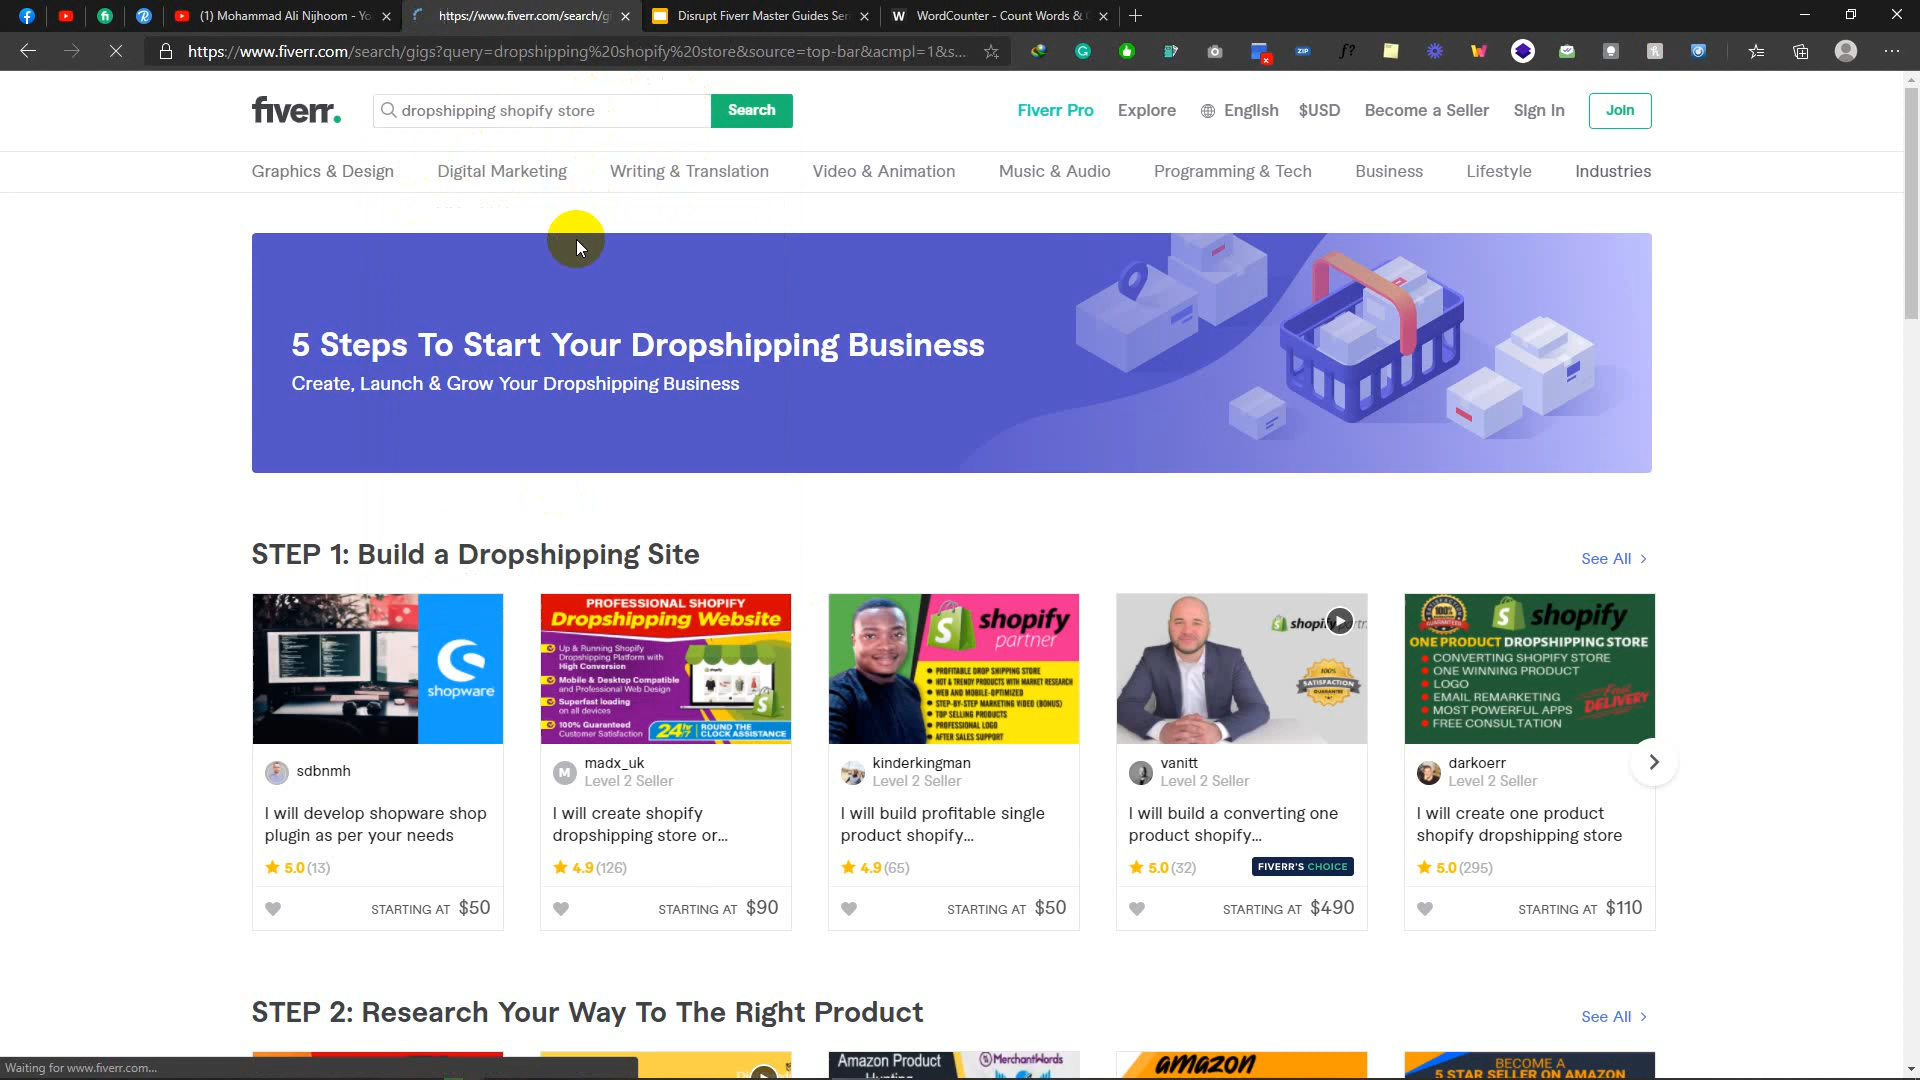 (1) Mohammad Ali Nijhoom - Yo
https://www.fiverr.com/search/gi
Disrupt Fiverr Master Guides Seri
WordCounter - Count Words &
https://www.fiverr.com/search/gigs?query=dropshipping%20shopify%20store&source=top-bar&acmpl=1&s...
fiverr.
dropshipping shopify store
Search
Fiverr Pro
Explore
English
$USD
Become a Seller
Sign In
Join
Graphics & Design
Digital Marketing
Writing & Translation
Video & Animation
Music & Audio
Programming & Tech
Business
Lifestyle
Industries
5 Steps To Start Your Dropshipping Business
Create, Launch & Grow Your Dropshipping Business
STEP 1: Build a Dropshipping Site
See All >
shopware
sdbnmh
I will develop shopware shop
plugin as per your needs
5.0 (13)
STARTING AT $50
PROFESSIONAL SHOPIFY
Dropshipping Website
Up & Running Shopify
Dropshipping Platform with
High Conversion
Mobile & Desktop Compatible
and Professional Web Design
Superfast loading
on all devices
100% Guaranteed
Customer Satisfaction
24/7 ROUND THE
CLOCK ASSISTANCE
M
madx_uk
Level 2 Seller
I will create shopify
dropshipping store or...
4.9 (126)
STARTING AT $90
shopify
partner
PROFITABLE DROP SHIPPING STORE
HOT & TRENDY PRODUCTS WITH MARKET RESEARCH
WEB AND MOBILE-OPTIMIZED
STEP-BY-STEP MARKETING VIDEO (BONUS)
TOP SELLING PRODUCTS
PROFESSIONAL LOGO
AFTER SALES SUPPORT
kinderkingman
Level 2 Seller
I will build profitable single
product shopify...
4.9 (65)
STARTING AT $50
shopify
100%
SATISFACTION
GUARANTEE
vanitt
Level 2 Seller
I will build a converting one
product shopify...
5.0 (32)
FIVERR'S CHOICE
STARTING AT $490
100%
shopify
ONE PRODUCT DROPSHIPPING STORE
CONVERTING SHOPIFY STORE
ONE WINNING PRODUCT
LOGO
EMAIL REMARKETING
MOST POWERFUL APPS
FREE CONSULTATION
Fast
DELIVERY
darkoerr
Level 2 Seller
I will create one product
shopify dropshipping store
5.0 (295)
STARTING AT $110
STEP 2: Research Your Way To The Right Product
See All >
Amazon Product
MerchantWords
amazon
BECOME A
5 STAR SELLER ON AMAZON
Waiting for www.fiverr.com...